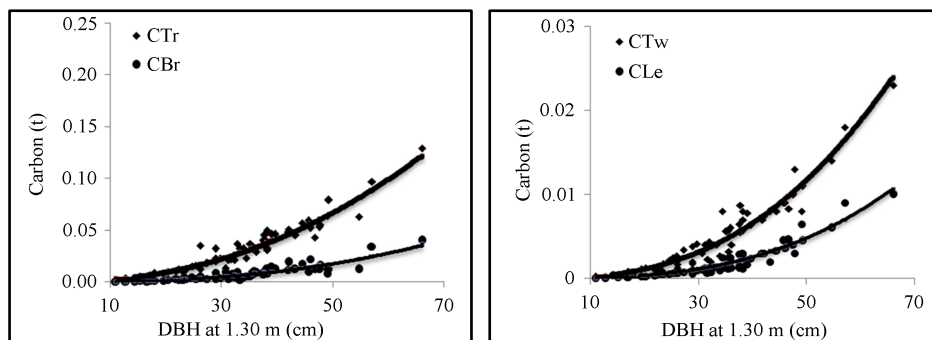 0.25
CTr
CBr
0.20
0.15
Carbon (t)
0.10
0.05
0.00
10 30 50 70
DBH at 1.30 m (cm)
0.03
CTw
CLe
0.02
Carbon (t)
0.01
0
10 30 50 70
DBH at 1.30 m (cm)